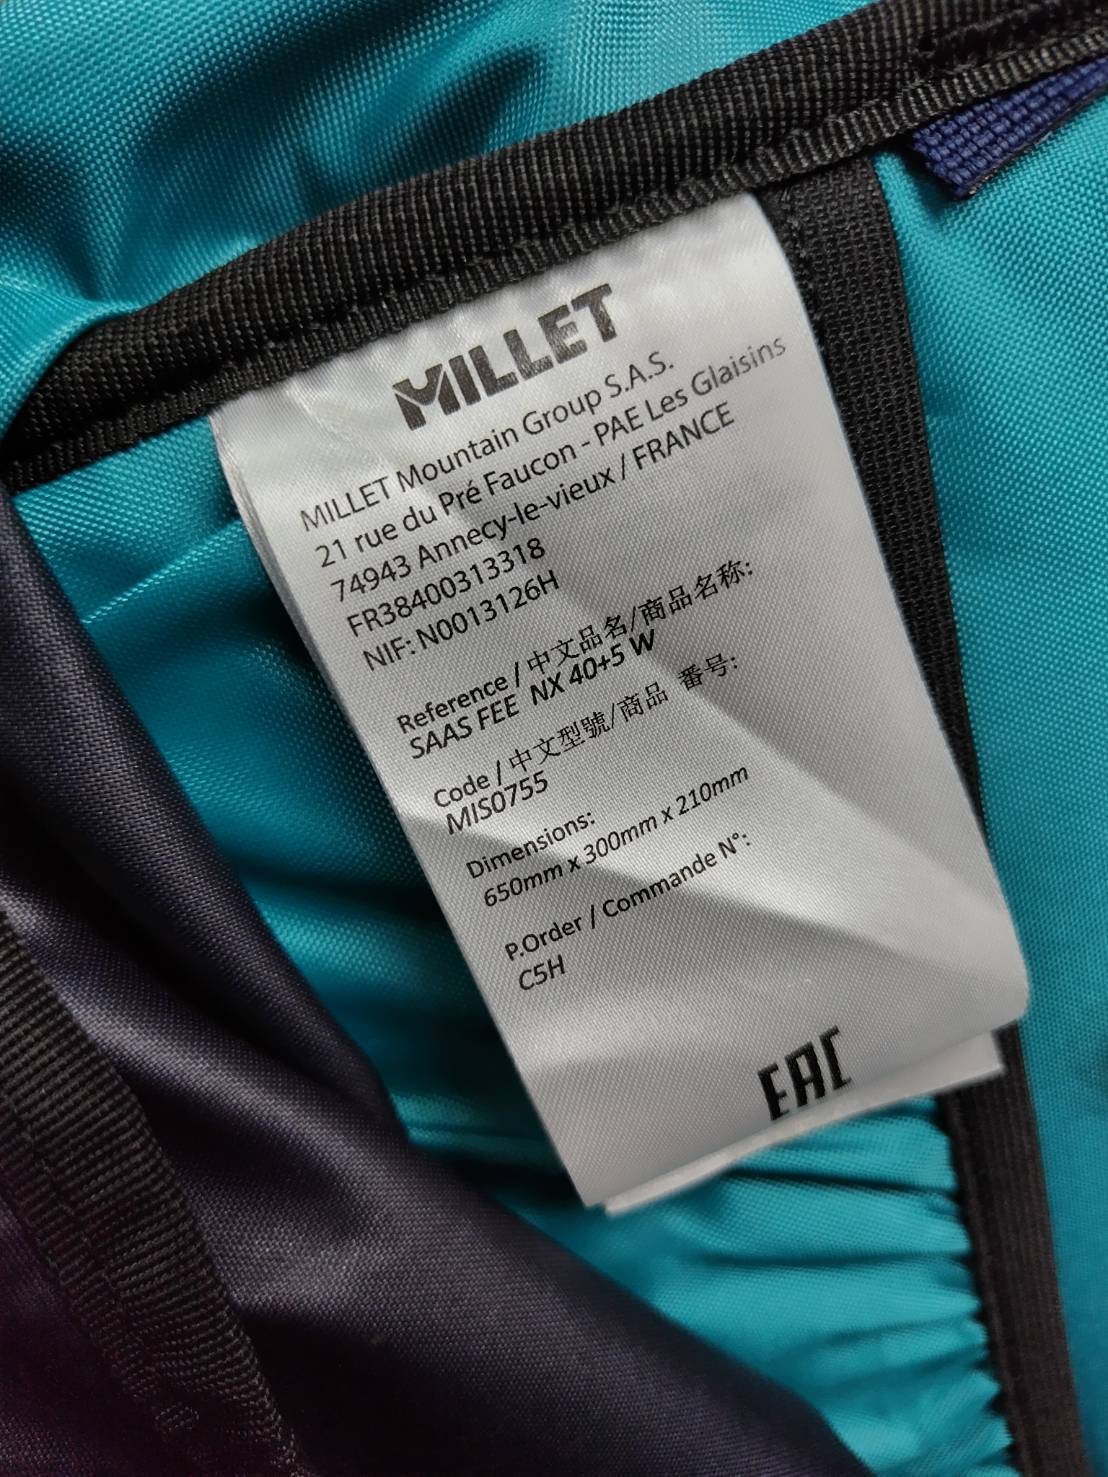 MILLET
MILLET Mountain Group S.A.S.
21 rue du Pré Faucon - PAE Les Glaisins
74943 Annecy-le-vieux / FRANCE
FR38400313318
NIF: N0013126H
Reference / 中文品名/商品名称:
SAAS FEE NX 40+5 W
Code / 中文型號/商品 番号:
MIS0755
Dimensions:
650mm x 300mm x 210mm
P.Order / Commande N°:
C5H
EAC